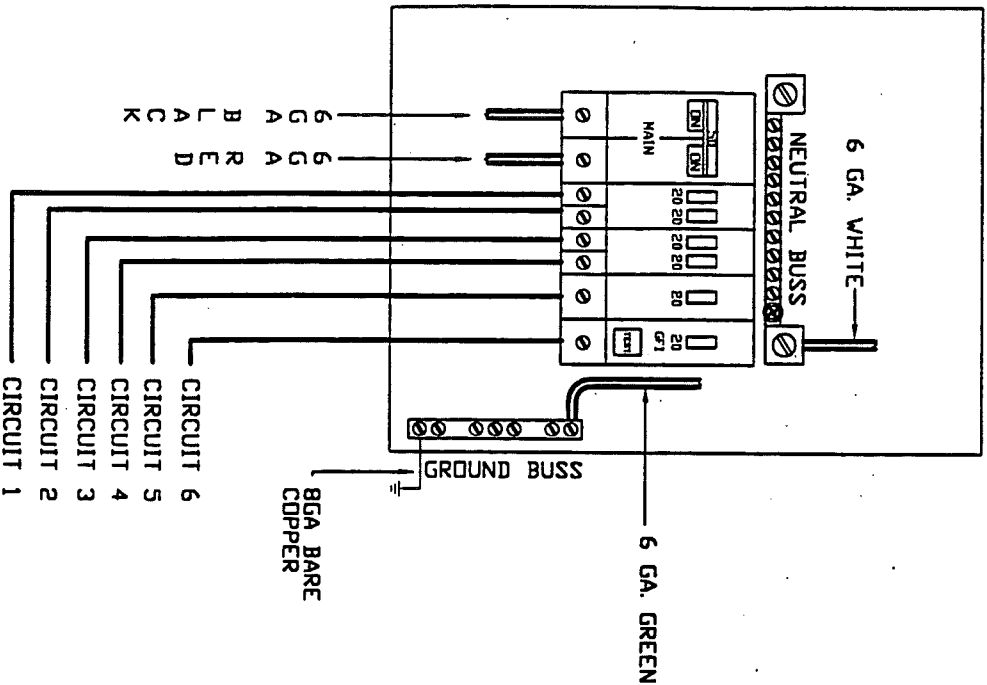 6 GA. WHITE
NEUTRAL BUSS
50
ON
ON
MAIN
6 GA BLACK
6 GA RED
20
20
20
20
20
20
GFI
TEST
CIRCUIT 1
CIRCUIT 2
CIRCUIT 3
CIRCUIT 4
CIRCUIT 5
CIRCUIT 6
GROUND BUSS
8GA BARE
COPPER
6 GA. GREEN